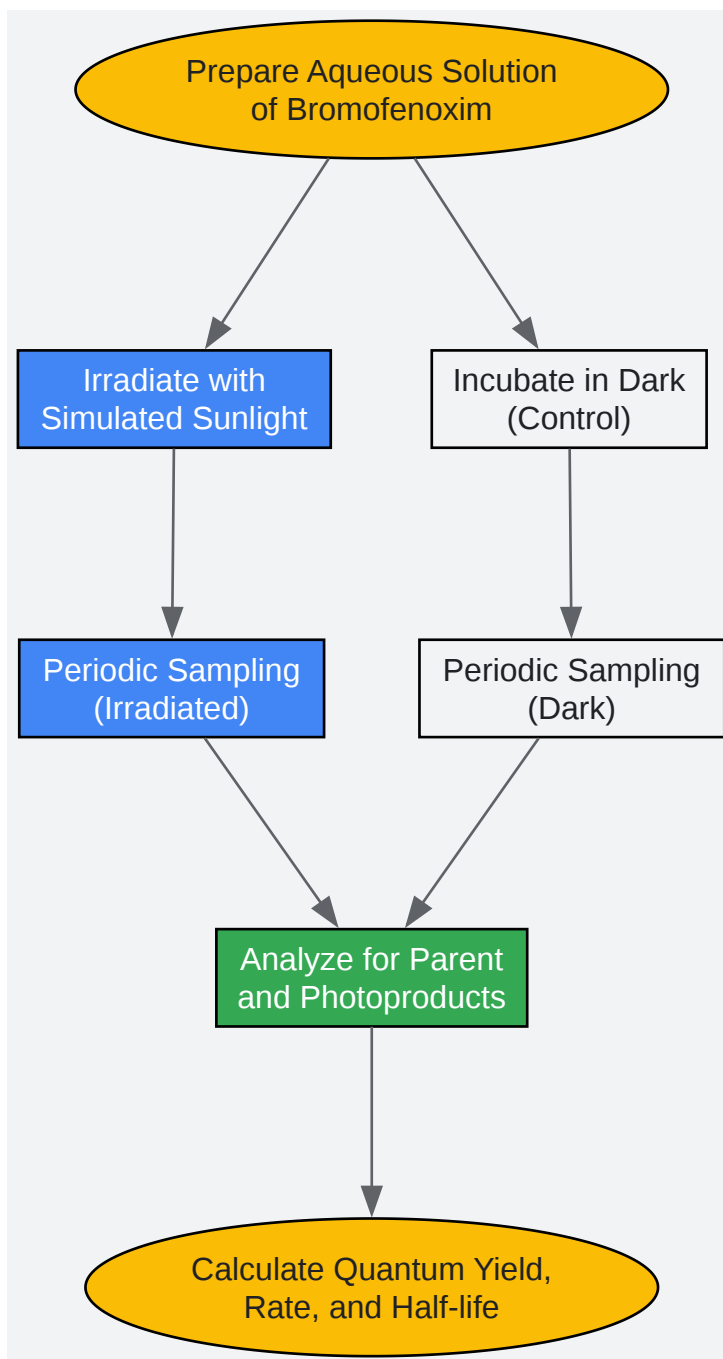 Prepare Aqueous Solution
of Bromofenoxim
Irradiate with
Simulated Sunlight
Incubate in Dark
(Control)
Periodic Sampling
(Irradiated)
Periodic Sampling
(Dark)
Analyze for Parent
and Photoproducts
Calculate Quantum Yield,
Rate, and Half-life